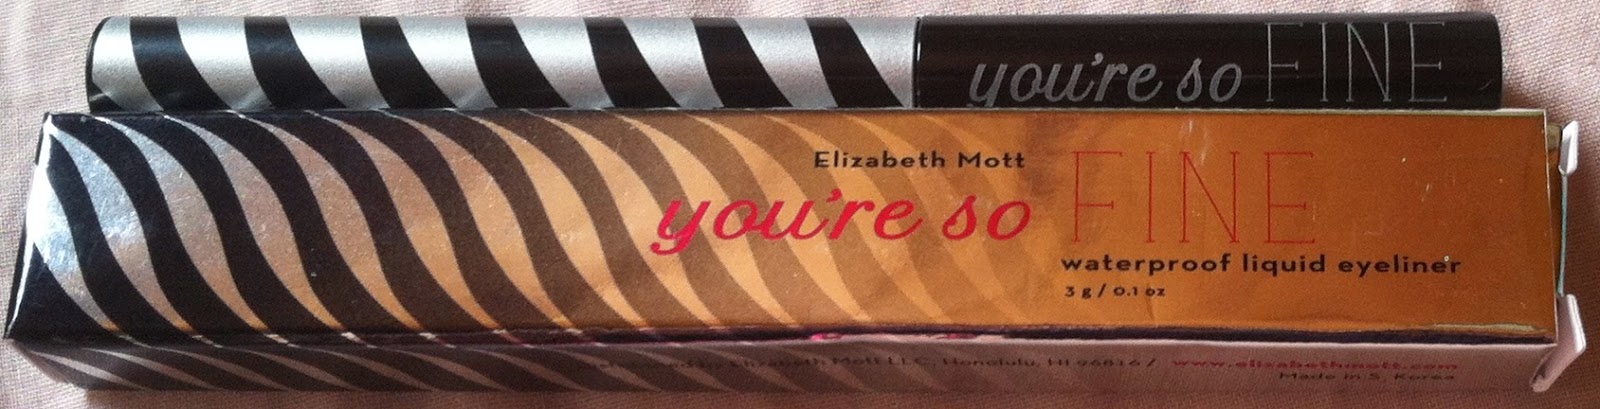 you're so FINE
Elizabeth Mott
you're so FINE
waterproof liquid eyeliner
3 g / 0.1 oz
by Elizabeth Mott LLC, Honolulu, HI 96816 / www.elizabethmott.com
Made in S. Korea